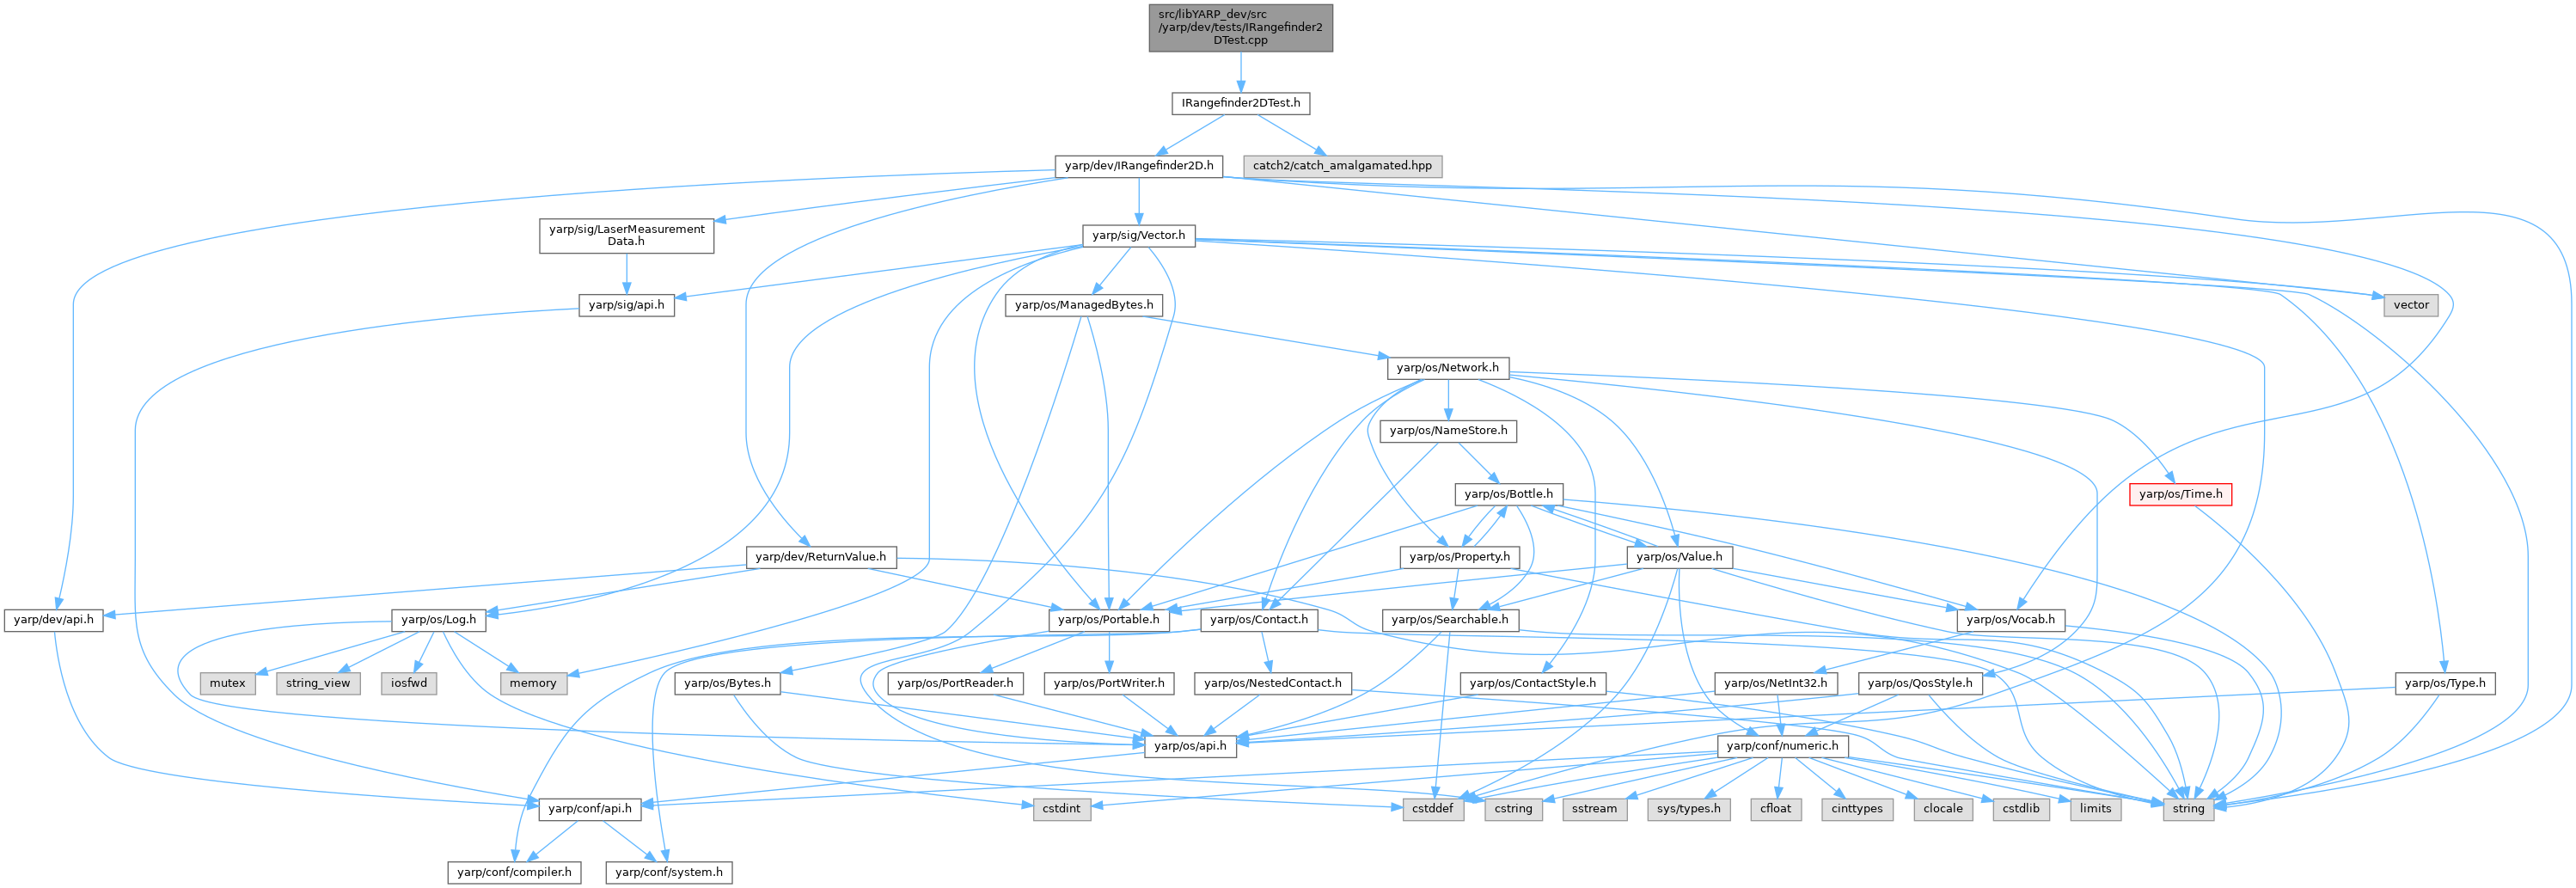 src/libYARP_dev/src
/yarp/dev/tests/IRangefinder2
DTest.cpp
IRangefinder2DTest.h
yarp/dev/IRangefinder2D.h
catch2/catch_amalgamated.hpp
yarp/sig/LaserMeasurement
Data.h
yarp/sig/Vector.h
yarp/sig/api.h
yarp/os/ManagedBytes.h
vector
yarp/os/Network.h
yarp/os/NameStore.h
yarp/os/Bottle.h
yarp/os/Time.h
yarp/dev/ReturnValue.h
yarp/os/Property.h
yarp/os/Value.h
yarp/dev/api.h
yarp/os/Log.h
yarp/os/Portable.h
yarp/os/Contact.h
yarp/os/Searchable.h
yarp/os/Vocab.h
mutex
string_view
iosfwd
memory
yarp/os/Bytes.h
yarp/os/PortReader.h
yarp/os/PortWriter.h
yarp/os/NestedContact.h
yarp/os/ContactStyle.h
yarp/os/NetInt32.h
yarp/os/QosStyle.h
yarp/os/Type.h
yarp/os/api.h
yarp/conf/numeric.h
yarp/conf/api.h
cstdint
cstddef
cstring
sstream
sys/types.h
cfloat
cinttypes
clocale
cstdlib
limits
string
yarp/conf/compiler.h
yarp/conf/system.h